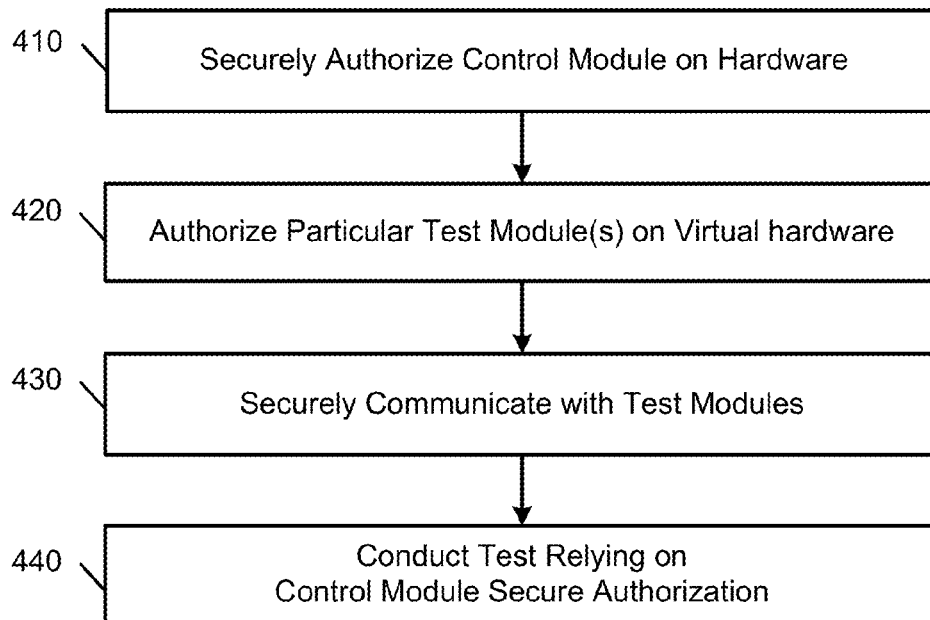 410
Securely Authorize Control Module on Hardware
420
Authorize Particular Test Module(s) on Virtual hardware
430
Securely Communicate with Test Modules
440
Conduct Test Relying on
Control Module Secure Authorization